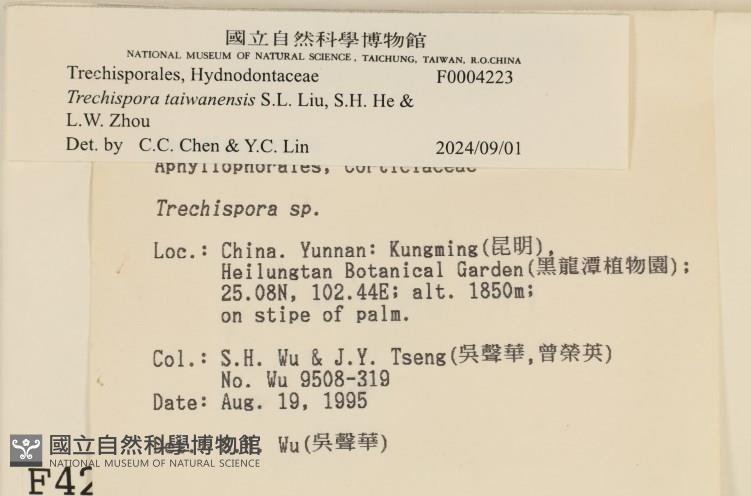 國立自然科學博物館
NATIONAL MUSEUM OF NATURAL SCIENCE, TAICHUNG, TAIWAN, R.O.CHINA
Trechisporales, Hydnodontaceae F0004223
Trechispora taiwanensis S.L. Liu, S.H. He &
L.W. Zhou
Det. by C.C. Chen & Y.C. Lin 2024/09/01
Aphyllophorales, Corticiaceae
Trechispora sp.
Loc.: China. Yunnan: Kungming(昆明),
Heilungtan Botanical Garden(黑龍潭植物園);
25.08N, 102.44E; alt. 1850m;
on stipe of palm.
Col.: S.H. Wu & J.Y. Tseng(吳聲華,曾榮英)
No. Wu 9508-319
Date: Aug. 19, 1995
Wu(吳聲華)
國立自然科學博物館
NATIONAL MUSEUM OF NATURAL SCIENCE
F42